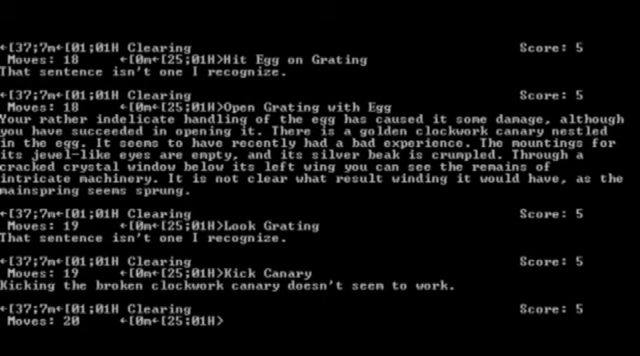 ←[37;7m←[01;01H Clearing Score: 5
Moves: 18 ←[0m←[25;01H>Hit Egg on Grating
That sentence isn't one I recognize.
←[37;7m←[01;01H Clearing Score: 5
Moves: 18 ←[0m←[25;01H>Open Grating with Egg
Your rather indelicate handling of the egg has caused it some damage, although
you have succeeded in opening it. There is a golden clockwork canary nestled
in the egg. It seems to have recently had a bad experience. The mountings for
its jewel-like eyes are empty, and its silver beak is crumpled. Through a
cracked crystal window below its left wing you can see the remains of
intricate machinery. It is not clear what result winding it would have, as the
mainspring seems sprung.
←[37;7m←[01;01H Clearing Score: 5
Moves: 19 ←[0m←[25;01H>Look Grating
That sentence isn't one I recognize.
←[37;7m←[01;01H Clearing Score: 5
Moves: 19 ←[0m←[25;01H>Kick Canary
Kicking the broken clockwork canary doesn't seem to work.
←[37;7m←[01;01H Clearing Score: 5
Moves: 20 ←[0m←[25;01H>